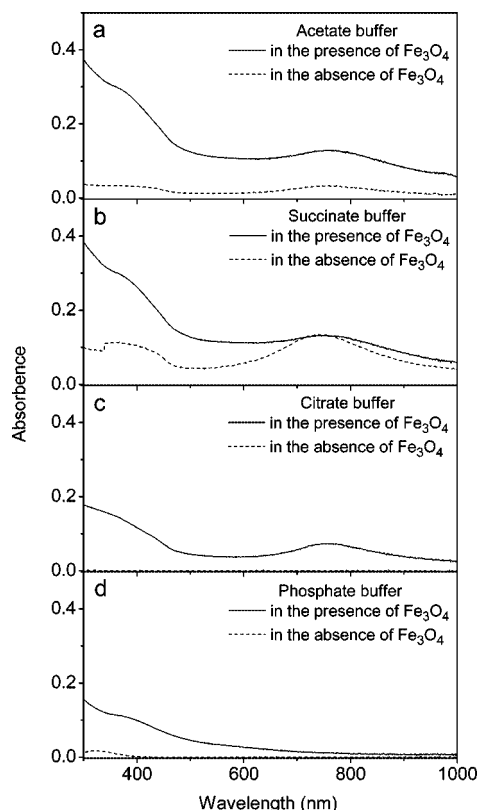 a
Acetate buffer
in the presence of Fe₃O₄
in the absence of Fe₃O₄
0.4
0.2
0.0
b
Succinate buffer
in the presence of Fe₃O₄
in the absence of Fe₃O₄
0.4
0.2
0.0
Absorbence
c
Citrate buffer
in the presence of Fe₃O₄
in the absence of Fe₃O₄
0.4
0.2
0.0
d
Phosphate buffer
in the presence of Fe₃O₄
in the absence of Fe₃O₄
0.4
0.2
0.0
400 600 800 1000
Wavelength (nm)